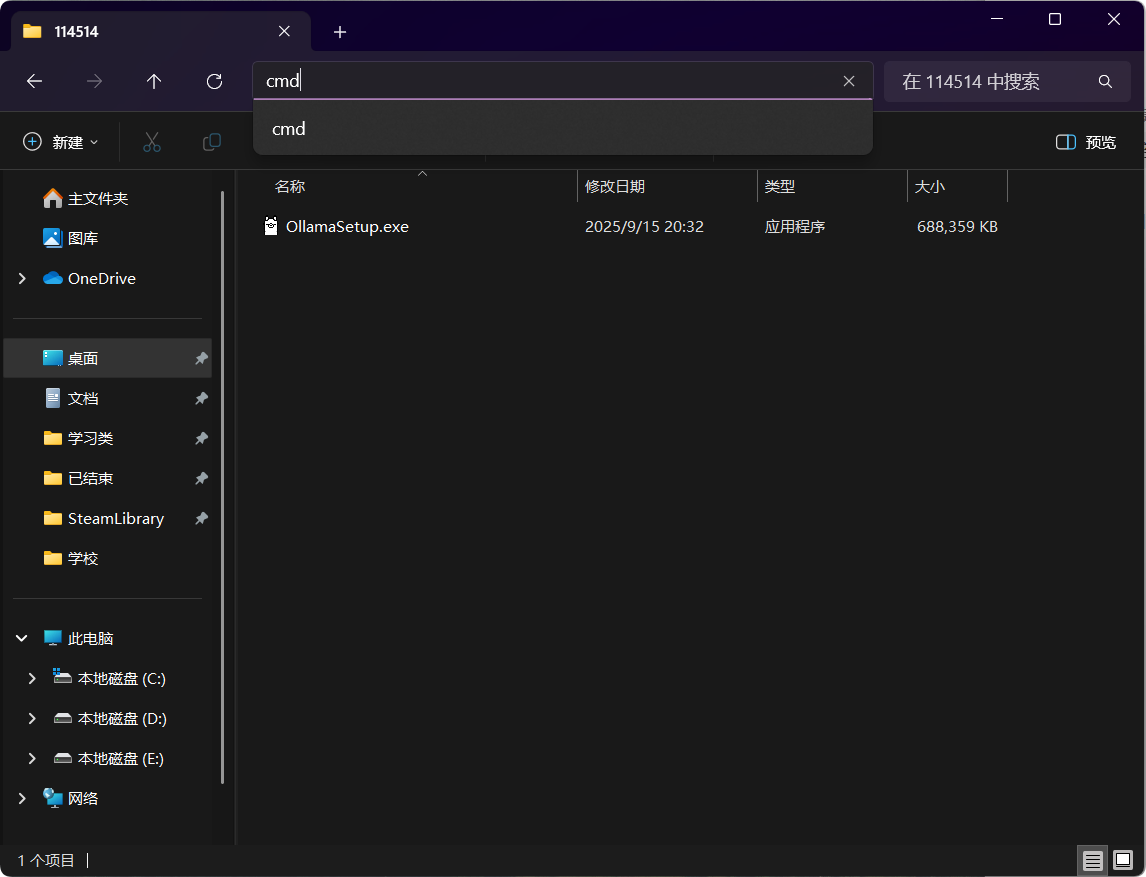 114514
cmd
在 114514 中搜索
cmd
新建
预览
名称
修改日期
类型
大小
OllamaSetup.exe
2025/9/15 20:32
应用程序
688,359 KB
主文件夹
图库
OneDrive
桌面
文档
学习类
已结束
SteamLibrary
学校
此电脑
本地磁盘 (C:)
本地磁盘 (D:)
本地磁盘 (E:)
网络
1 个项目